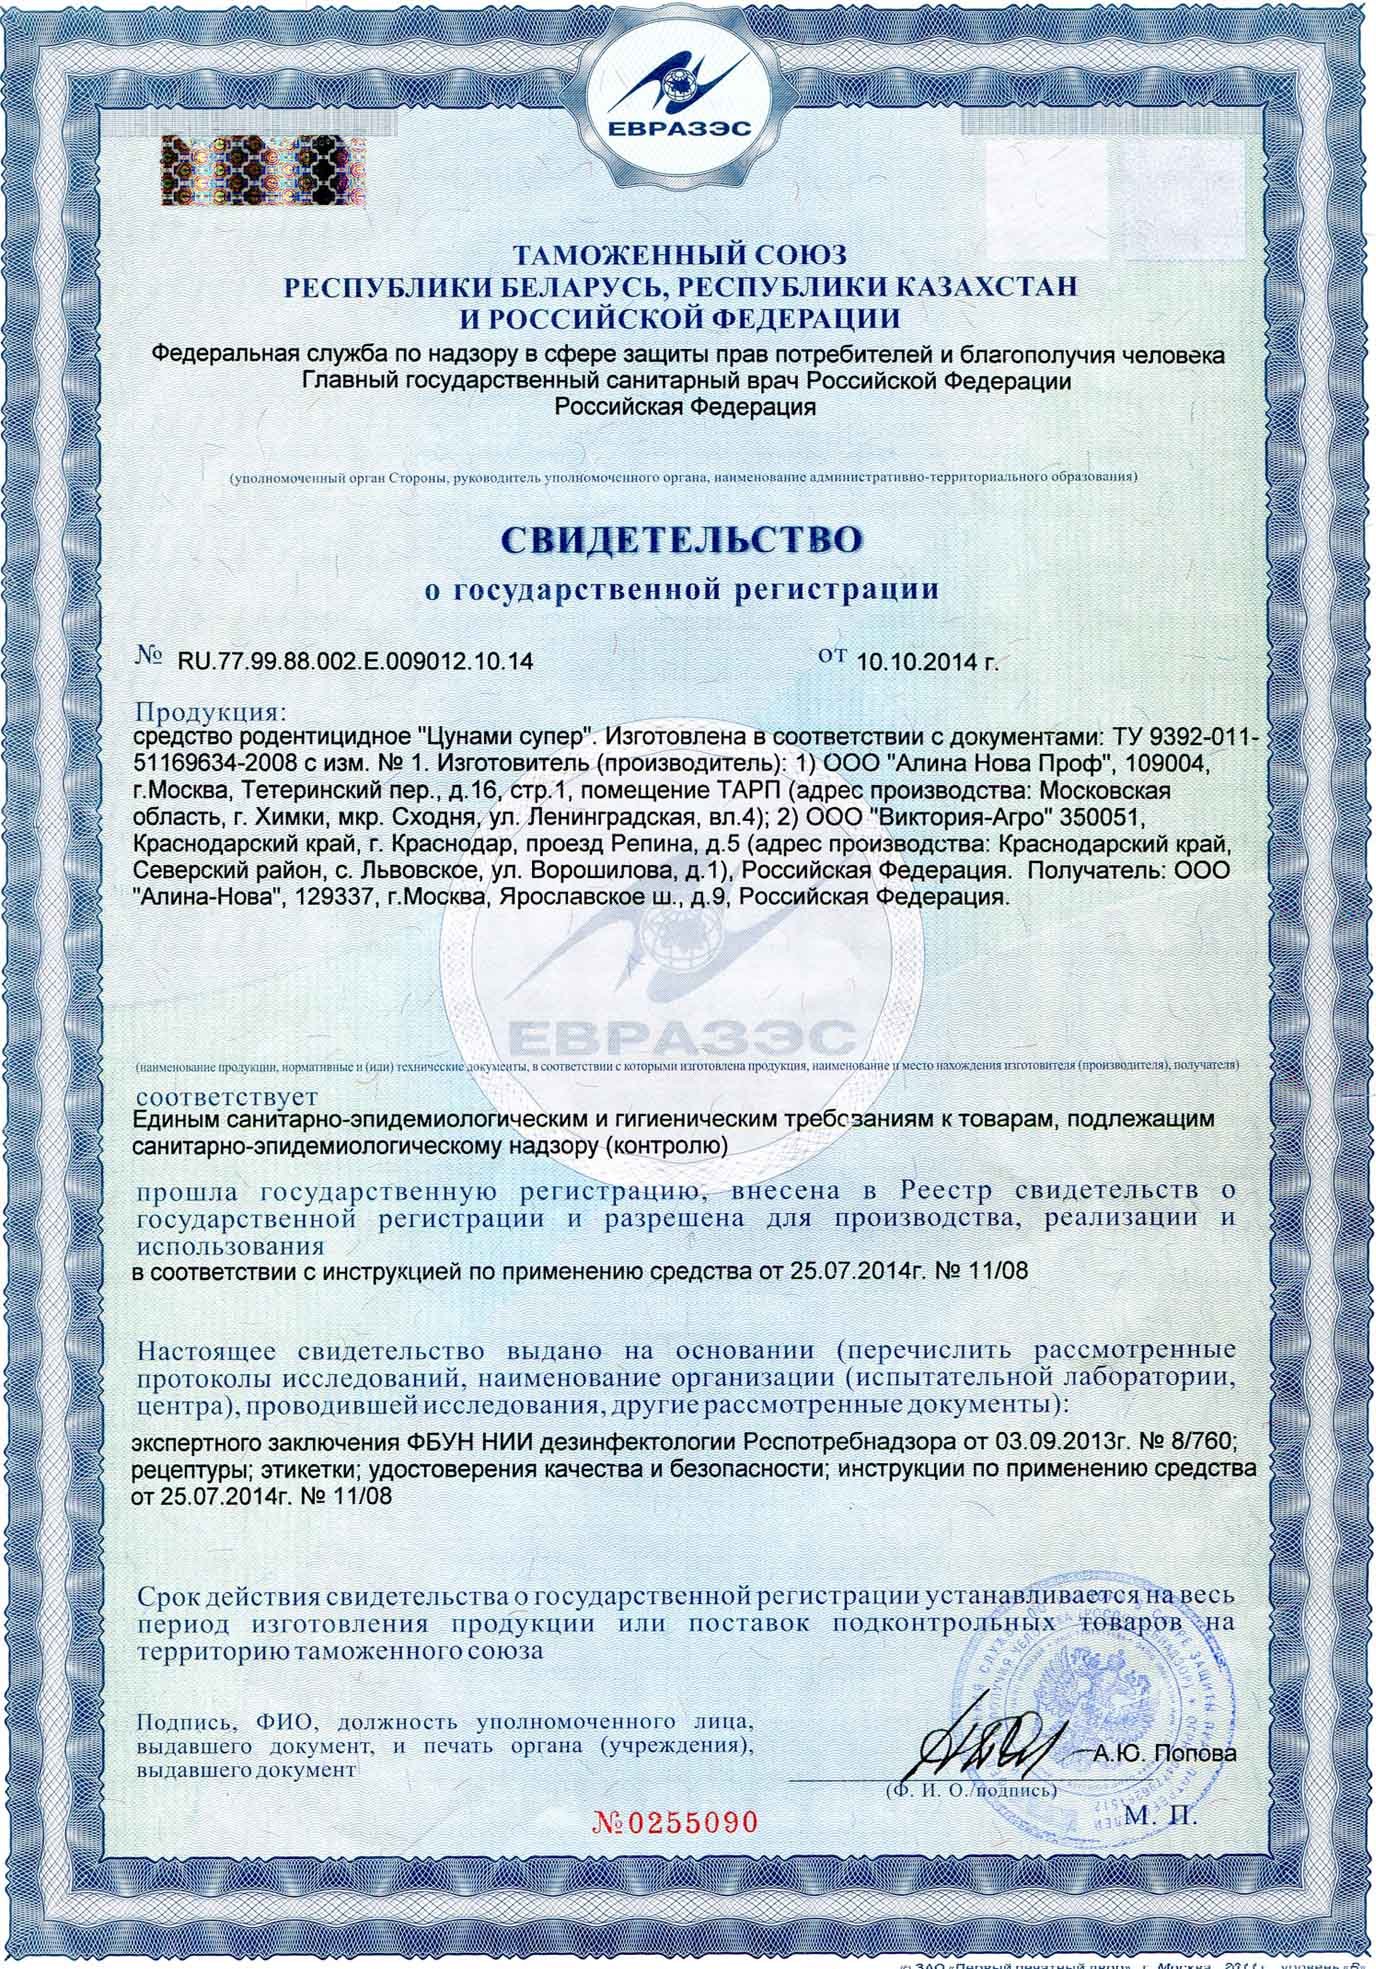 ЕВРАЗЭС
ТАМОЖЕННЫЙ СОЮЗ
РЕСПУБЛИКИ БЕЛАРУСЬ, РЕСПУБЛИКИ КАЗАХСТАН
И РОССИЙСКОЙ ФЕДЕРАЦИИ
Федеральная служба по надзору в сфере защиты прав потребителей и благополучия человека
Главный государственный санитарный врач Российской Федерации
Российская Федерация
(уполномоченный орган Стороны, руководитель уполномоченного органа, наименование административно-территориального образования)
СВИДЕТЕЛЬСТВО
о государственной регистрации
№ RU.77.99.88.002.Е.009012.10.14 от 10.10.2014 г.
Продукция:
средство родентицидное "Цунами супер". Изготовлена в соответствии с документами: ТУ 9392-011-
51169634-2008 с изм. № 1. Изготовитель (производитель): 1) ООО "Алина Нова Проф", 109004,
г.Москва, Тетеринский пер., д.16, стр.1, помещение ТАРП (адрес производства: Московская
область, г. Химки, мкр. Сходня, ул. Ленинградская, вл.4); 2) ООО "Виктория-Агро" 350051,
Краснодарский край, г. Краснодар, проезд Репина, д.5 (адрес производства: Краснодарский край,
Северский район, с. Львовское, ул. Ворошилова, д.1), Российская Федерация. Получатель: ООО
"Алина-Нова", 129337, г.Москва, Ярославское ш., д.9, Российская Федерация.
ЕВРАЗЭС
(наименование продукции, нормативные и (или) технические документы, в соответствии с которыми изготовлена продукция, наименование и место нахождения изготовителя (производителя), получателя)
соответствует
Единым санитарно-эпидемиологическим и гигиеническим требованиям к товарам, подлежащим
санитарно-эпидемиологическому надзору (контролю)
прошла государственную регистрацию, внесена в Реестр свидетельств о
государственной регистрации и разрешена для производства, реализации и
использования
в соответствии с инструкцией по применению средства от 25.07.2014г. № 11/08
Настоящее свидетельство выдано на основании (перечислить рассмотренные
протоколы исследований, наименование организации (испытательной лаборатории,
центра), проводившей исследования, другие рассмотренные документы):
экспертного заключения ФБУН НИИ дезинфектологии Роспотребнадзора от 03.09.2013г. № 8/760;
рецептуры; этикетки; удостоверения качества и безопасности; инструкции по применению средства
от 25.07.2014г. № 11/08
Срок действия свидетельства о государственной регистрации устанавливается на весь
период изготовления продукции или поставок подконтрольных товаров на
территорию таможенного союза
Подпись, ФИО, должность уполномоченного лица,
выдавшего документ, и печать органа (учреждения),
выдавшего документ
А.Ю. Попова
(Ф. И. О./подпись)
М. П.
№0255090